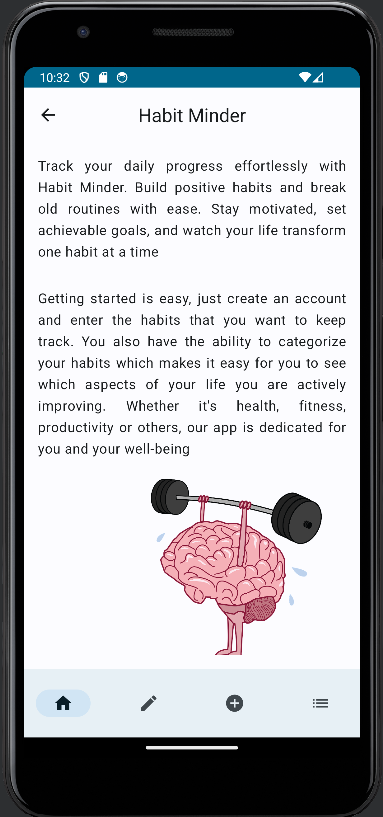 10:32
Habit Minder
Track your daily progress effortlessly with
Habit Minder. Build positive habits and break
old routines with ease. Stay motivated, set
achievable goals, and watch your life transform
one habit at a time
Getting started is easy, just create an account
and enter the habits that you want to keep
track. You also have the ability to categorize
your habits which makes it easy for you to see
which aspects of your life you are actively
improving. Whether it's health, fitness,
productivity or others, our app is dedicated for
you and your well-being